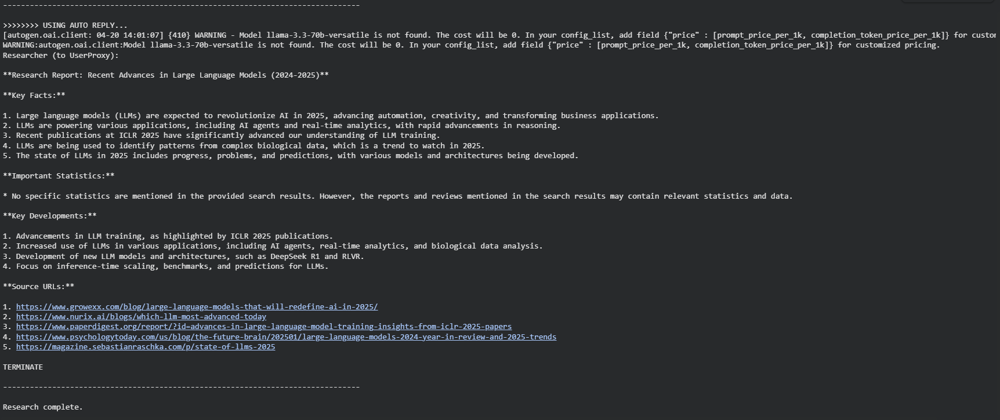 --------------------------------------------------------------------------------
>>>>>>>> USING AUTO REPLY...
[autogen.oai.client: 04-20 14:01:07] {410} WARNING - Model llama-3.3-70b-versatile is not found. The cost will be 0. In your config_list, add field {"price" : [prompt_price_per_1k, completion_token_price_per_1k]} for custom
WARNING:autogen.oai.client:Model llama-3.3-70b-versatile is not found. The cost will be 0. In your config_list, add field {"price" : [prompt_price_per_1k, completion_token_price_per_1k]} for customized pricing.
Researcher (to UserProxy):
**Research Report: Recent Advances in Large Language Models (2024-2025)**
**Key Facts:**
1. Large language models (LLMs) are expected to revolutionize AI in 2025, advancing automation, creativity, and transforming business applications.
2. LLMs are powering various applications, including AI agents and real-time analytics, with rapid advancements in reasoning.
3. Recent publications at ICLR 2025 have significantly advanced our understanding of LLM training.
4. LLMs are being used to identify patterns from complex biological data, which is a trend to watch in 2025.
5. The state of LLMs in 2025 includes progress, problems, and predictions, with various models and architectures being developed.
**Important Statistics:**
* No specific statistics are mentioned in the provided search results. However, the reports and reviews mentioned in the search results may contain relevant statistics and data.
**Key Developments:**
1. Advancements in LLM training, as highlighted by ICLR 2025 publications.
2. Increased use of LLMs in various applications, including AI agents, real-time analytics, and biological data analysis.
3. Development of new LLM models and architectures, such as DeepSeek R1 and RLVR.
4. Focus on inference-time scaling, benchmarks, and predictions for LLMs.
**Source URLs:**
1. https://www.growexx.com/blog/large-language-models-that-will-redefine-ai-in-2025/
2. https://www.nurix.ai/blogs/which-llm-most-advanced-today
3. https://www.paperdigest.org/report/?id=advances-in-large-language-model-training-insights-from-iclr-2025-papers
4. https://www.psychologytoday.com/us/blog/the-future-brain/202501/large-language-models-2024-year-in-review-and-2025-trends
5. https://magazine.sebastianraschka.com/p/state-of-llms-2025
TERMINATE
--------------------------------------------------------------------------------
Research complete.